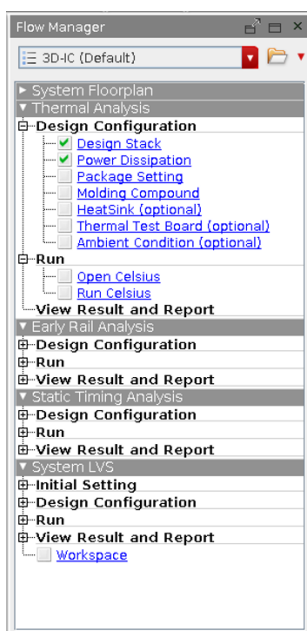 Flow Manager
3D-IC (Default)
System Floorplan
Thermal Analysis
Design Configuration
Design Stack
Power Dissipation
Package Setting
Molding Compound
HeatSink (optional)
Thermal Test Board (optional)
Ambient Condition (optional)
Run
Open Celsius
Run Celsius
View Result and Report
Early Rail Analysis
Design Configuration
Run
View Result and Report
Static Timing Analysis
Design Configuration
Run
View Result and Report
System LVS
Initial Setting
Design Configuration
Run
View Result and Report
Workspace